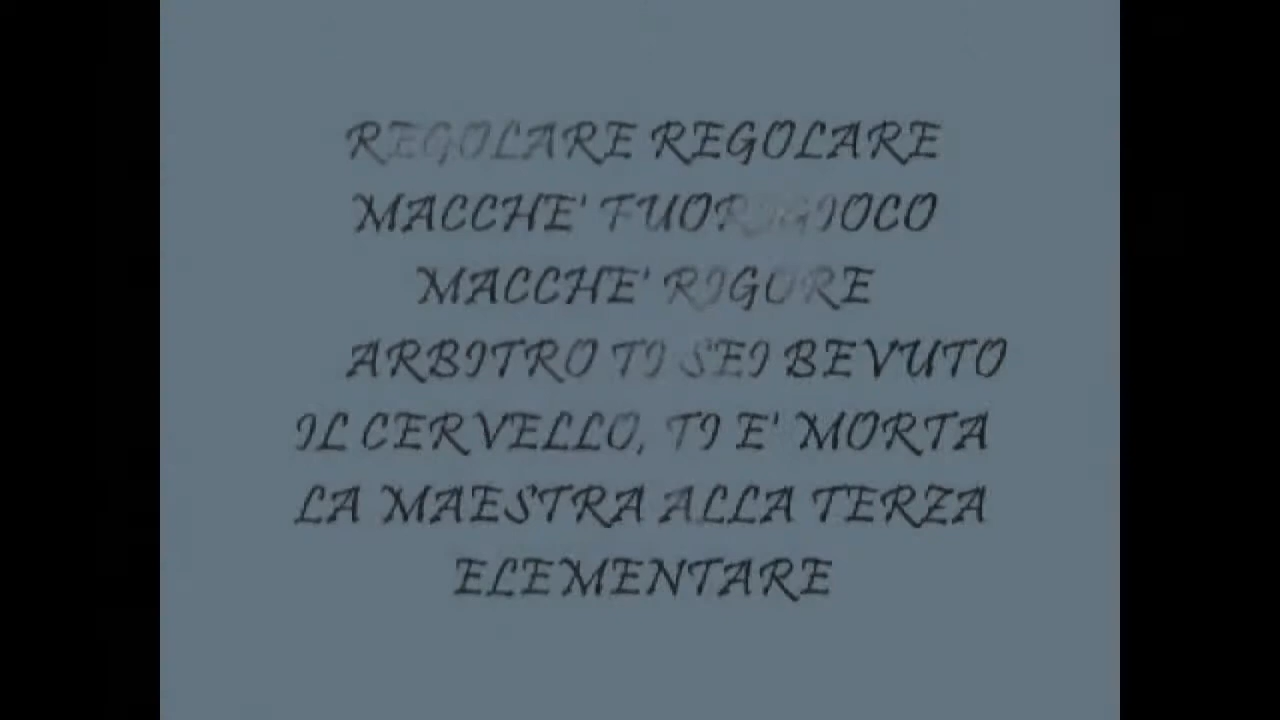 REGOLARE REGOLARE
MACCHE' FUORIGIOCO
MACCHE' RIGORE
ARBITRO TI SEI BEVUTO
IL CERVELLO, TI E' MORTA
LA MAESTRA ALLA TERZA
ELEMENTARE